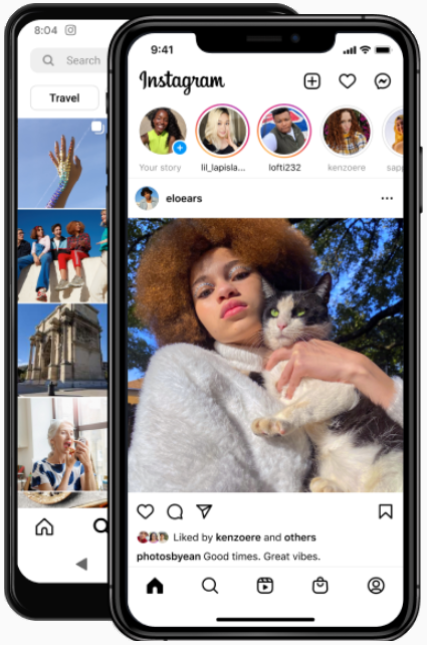 8:04
Search
Travel
9:41
Instagram
Your story
lil_lapisla...
lofti232
kenzoere
sapp
eloears
Liked by kenzoere and others
photosbyean Good times. Great vibes.